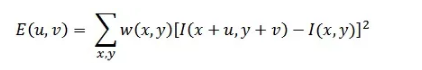 E(u, v) = ∑_{x,y} w(x, y)[I(x + u, y + v) − I(x, y)]²